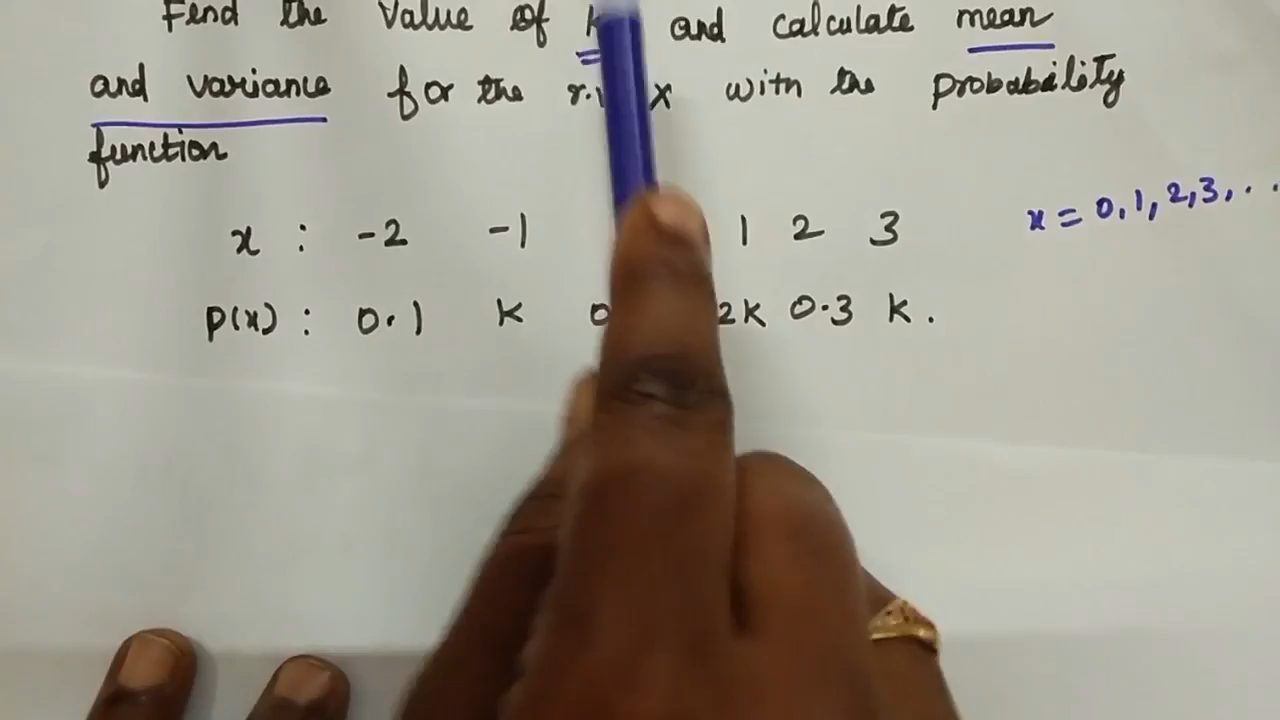 Find the value of and calculate mean
and variance for the x with the probability
function
x = 0, 1, 2, 3, ..
x : -2 -1 1 2 3
P(x) : 0.1 k 2k 0.3 k.